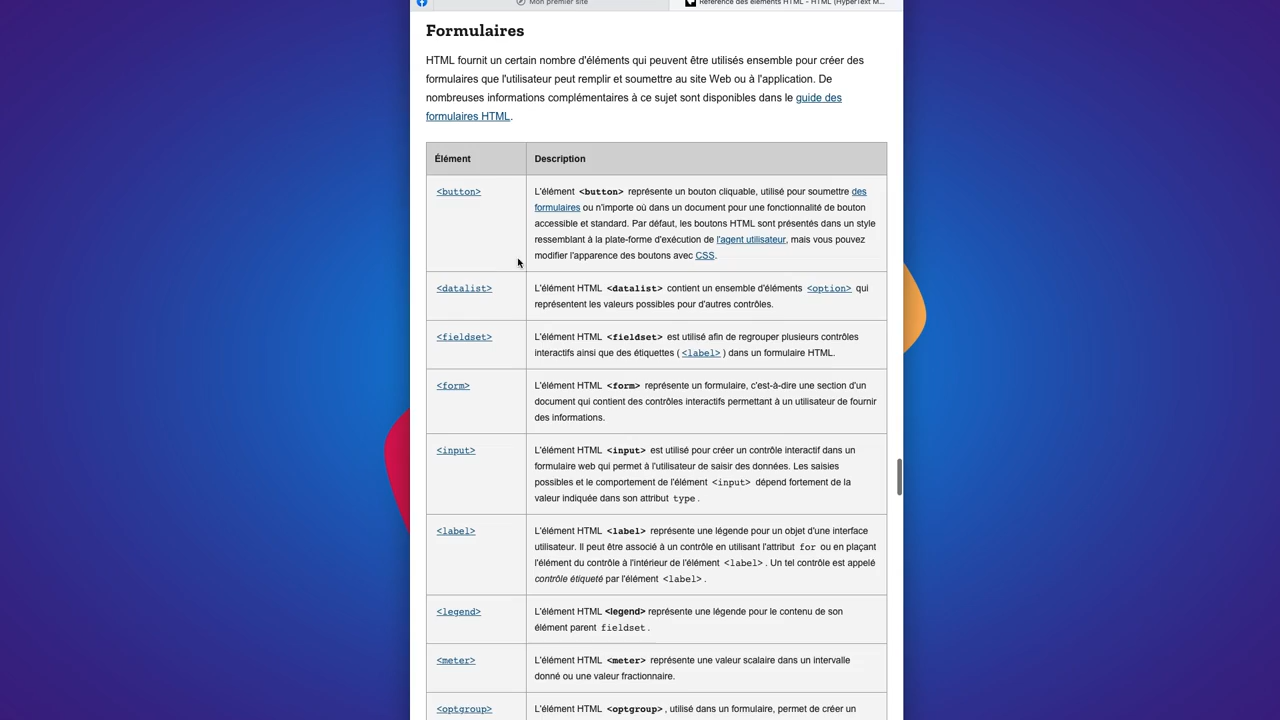 Mon premier site
Référence des éléments HTML - HTML (HyperText M...
Formulaires
HTML fournit un certain nombre d'éléments qui peuvent être utilisés ensemble pour créer des
formulaires que l'utilisateur peut remplir et soumettre au site Web ou à l'application. De
nombreuses informations complémentaires à ce sujet sont disponibles dans le guide des
formulaires HTML.
Élément Description
<button> L'élément <button> représente un bouton cliquable, utilisé pour soumettre des
formulaires ou n'importe où dans un document pour une fonctionnalité de bouton
accessible et standard. Par défaut, les boutons HTML sont présentés dans un style
ressemblant à la plate-forme d'exécution de l'agent utilisateur, mais vous pouvez
modifier l'apparence des boutons avec CSS.
<datalist> L'élément HTML <datalist> contient un ensemble d'éléments <option> qui
représentent les valeurs possibles pour d'autres contrôles.
<fieldset> L'élément HTML <fieldset> est utilisé afin de regrouper plusieurs contrôles
interactifs ainsi que des étiquettes ( <label> ) dans un formulaire HTML.
<form> L'élément HTML <form> représente un formulaire, c'est-à-dire une section d'un
document qui contient des contrôles interactifs permettant à un utilisateur de fournir
des informations.
<input> L'élément HTML <input> est utilisé pour créer un contrôle interactif dans un
formulaire web qui permet à l'utilisateur de saisir des données. Les saisies
possibles et le comportement de l'élément <input> dépend fortement de la
valeur indiquée dans son attribut type .
<label> L'élément HTML <label> représente une légende pour un objet d'une interface
utilisateur. Il peut être associé à un contrôle en utilisant l'attribut for ou en plaçant
l'élément du contrôle à l'intérieur de l'élément <label> . Un tel contrôle est appelé
contrôle étiqueté par l'élément <label> .
<legend> L'élément HTML <legend> représente une légende pour le contenu de son
élément parent fieldset .
<meter> L'élément HTML <meter> représente une valeur scalaire dans un intervalle
donné ou une valeur fractionnaire.
<optgroup> L'élément HTML <optgroup> , utilisé dans un formulaire, permet de créer un